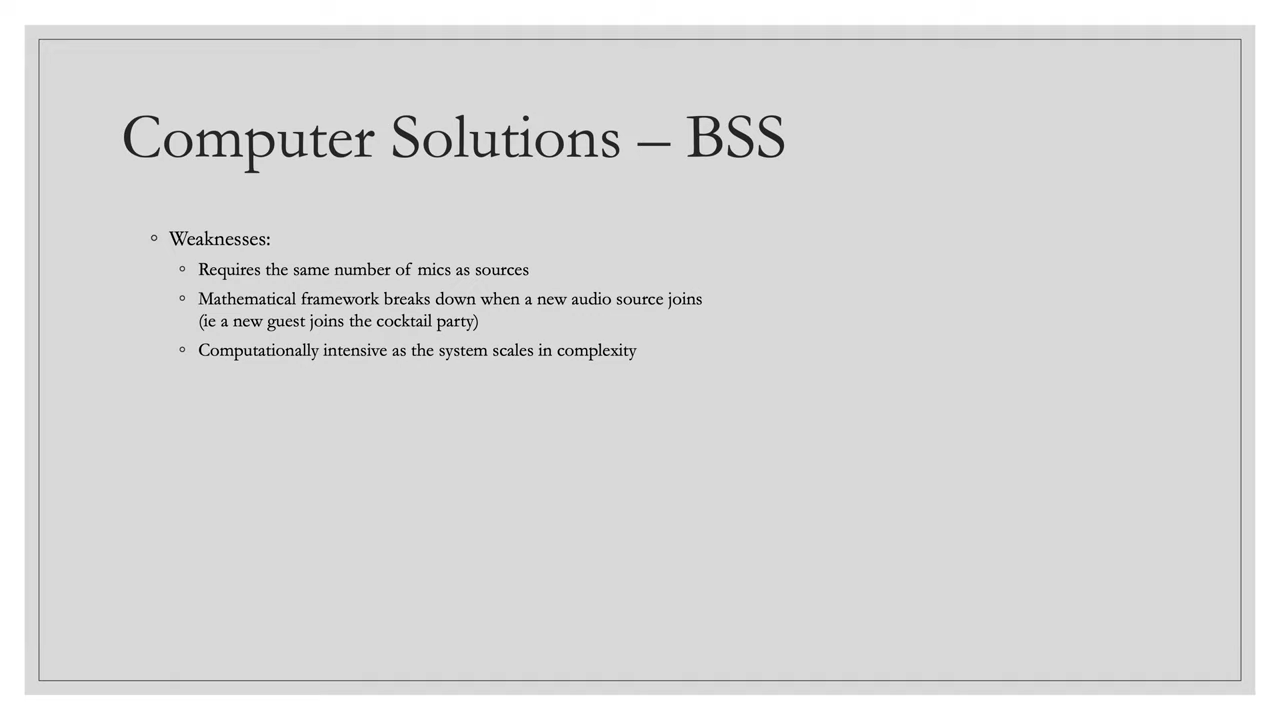 Computer Solutions – BSS
◦ Weaknesses:
◦ Requires the same number of mics as sources
◦ Mathematical framework breaks down when a new audio source joins
(ie a new guest joins the cocktail party)
◦ Computationally intensive as the system scales in complexity